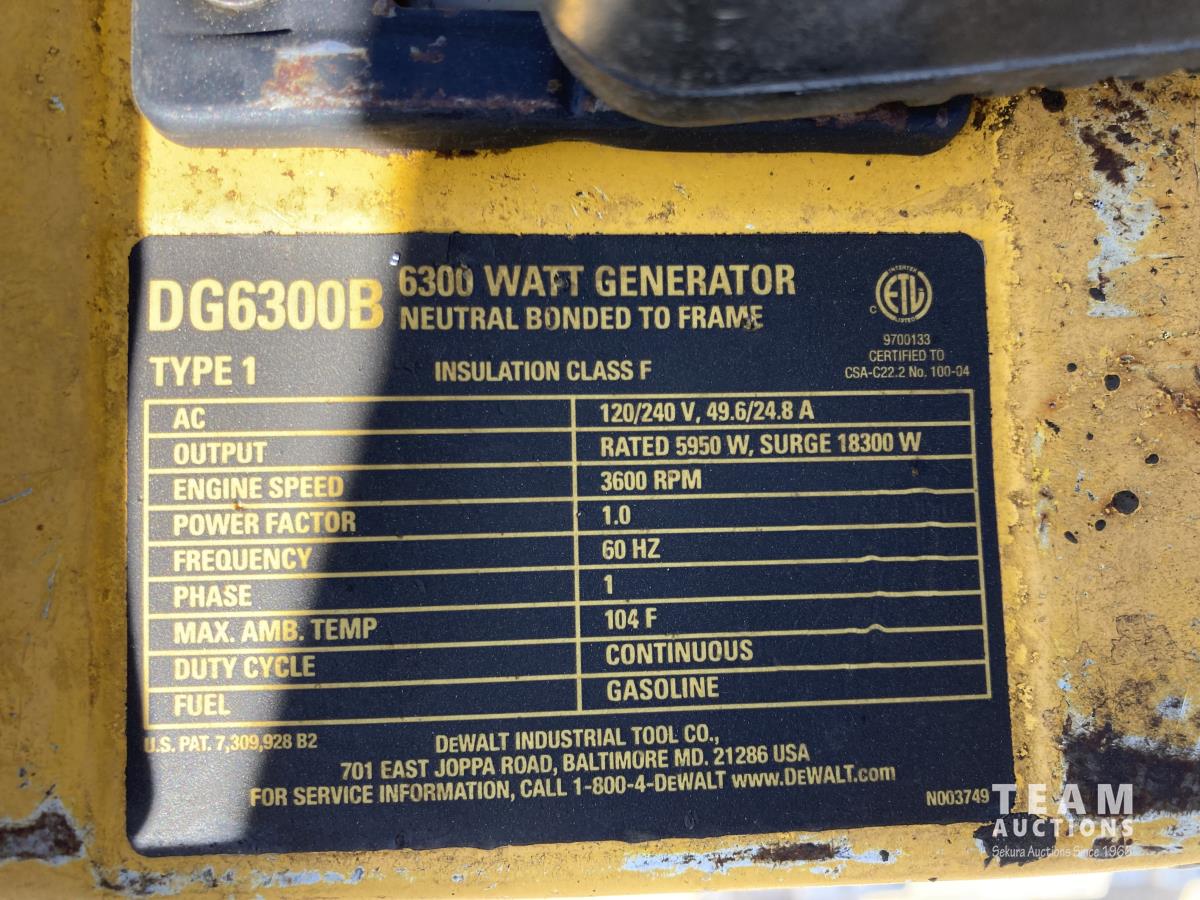 DG6300B
6300 WATT GENERATOR
NEUTRAL BONDED TO FRAME
TYPE 1
INSULATION CLASS F
INTERTEK
ETL
LISTED
C
9700133
CERTIFIED TO
CSA-C22.2 No. 100-04
AC 120/240 V, 49.6/24.8 A
OUTPUT RATED 5950 W, SURGE 18300 W
ENGINE SPEED 3600 RPM
POWER FACTOR 1.0
FREQUENCY 60 HZ
PHASE 1
MAX. AMB. TEMP 104 F
DUTY CYCLE CONTINUOUS
FUEL GASOLINE
U.S. PAT. 7,309,928 B2
DEWALT INDUSTRIAL TOOL CO.,
701 EAST JOPPA ROAD, BALTIMORE MD. 21286 USA
FOR SERVICE INFORMATION, CALL 1-800-4-DEWALT www.DEWALT.com
N003749
TEAM
AUCTIONS
Sekura Auctions Since 1966